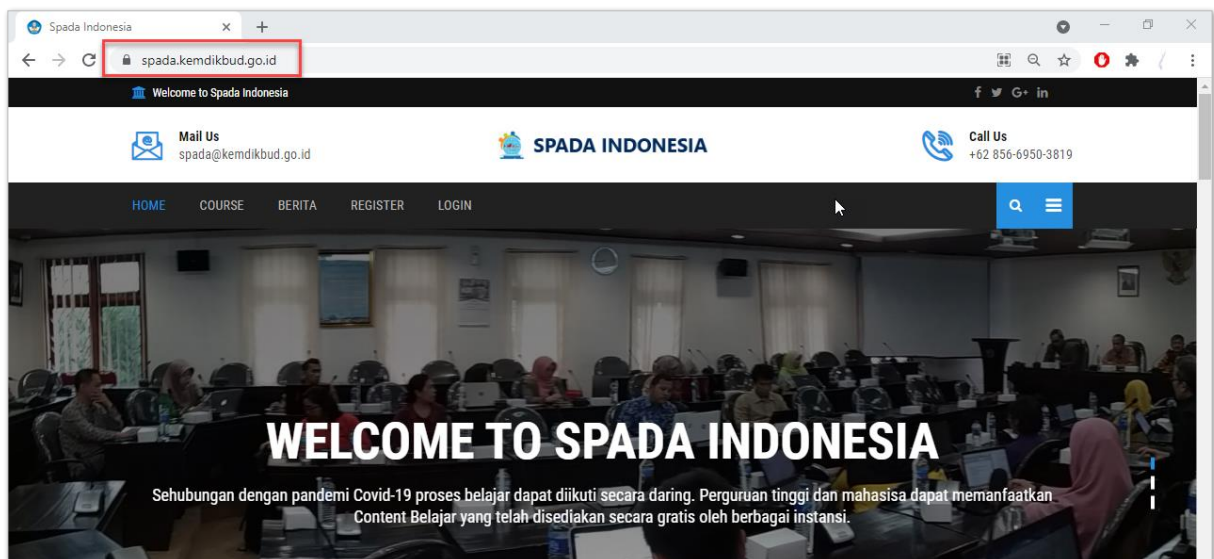 Spada Indonesia
spada.kemdikbud.go.id
Welcome to Spada Indonesia
f G+ in
Mail Us
spada@kemdikbud.go.id
SPADA INDONESIA
Call Us
+62 856-6950-3819
HOME COURSE BERITA REGISTER LOGIN
WELCOME TO SPADA INDONESIA
Sehubungan dengan pandemi Covid-19 proses belajar dapat diikuti secara daring. Perguruan tinggi dan mahasisa dapat memanfaatkan
Content Belajar yang telah disediakan secara gratis oleh berbagai instansi.